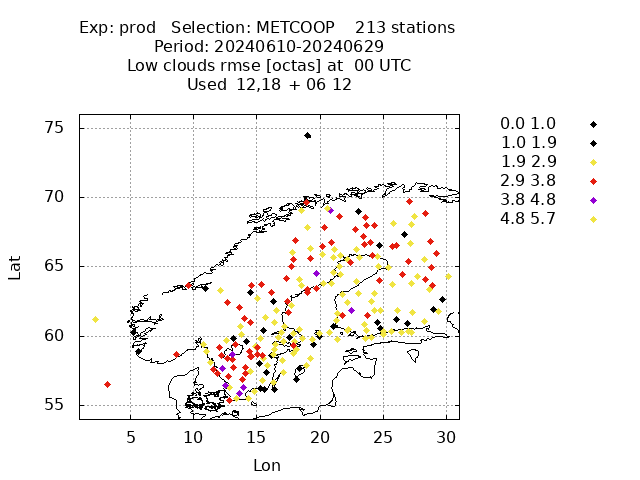 Exp: prod   Selection: METCOOP    213 stations
Period: 20240610-20240629
Low clouds rmse [octas] at  00 UTC
Used  12,18 + 06 12
0.0 1.0
1.0 1.9
1.9 2.9
2.9 3.8
3.8 4.8
4.8 5.7
75
70
65
60
55
Lat
5 10 15 20 25 30
Lon